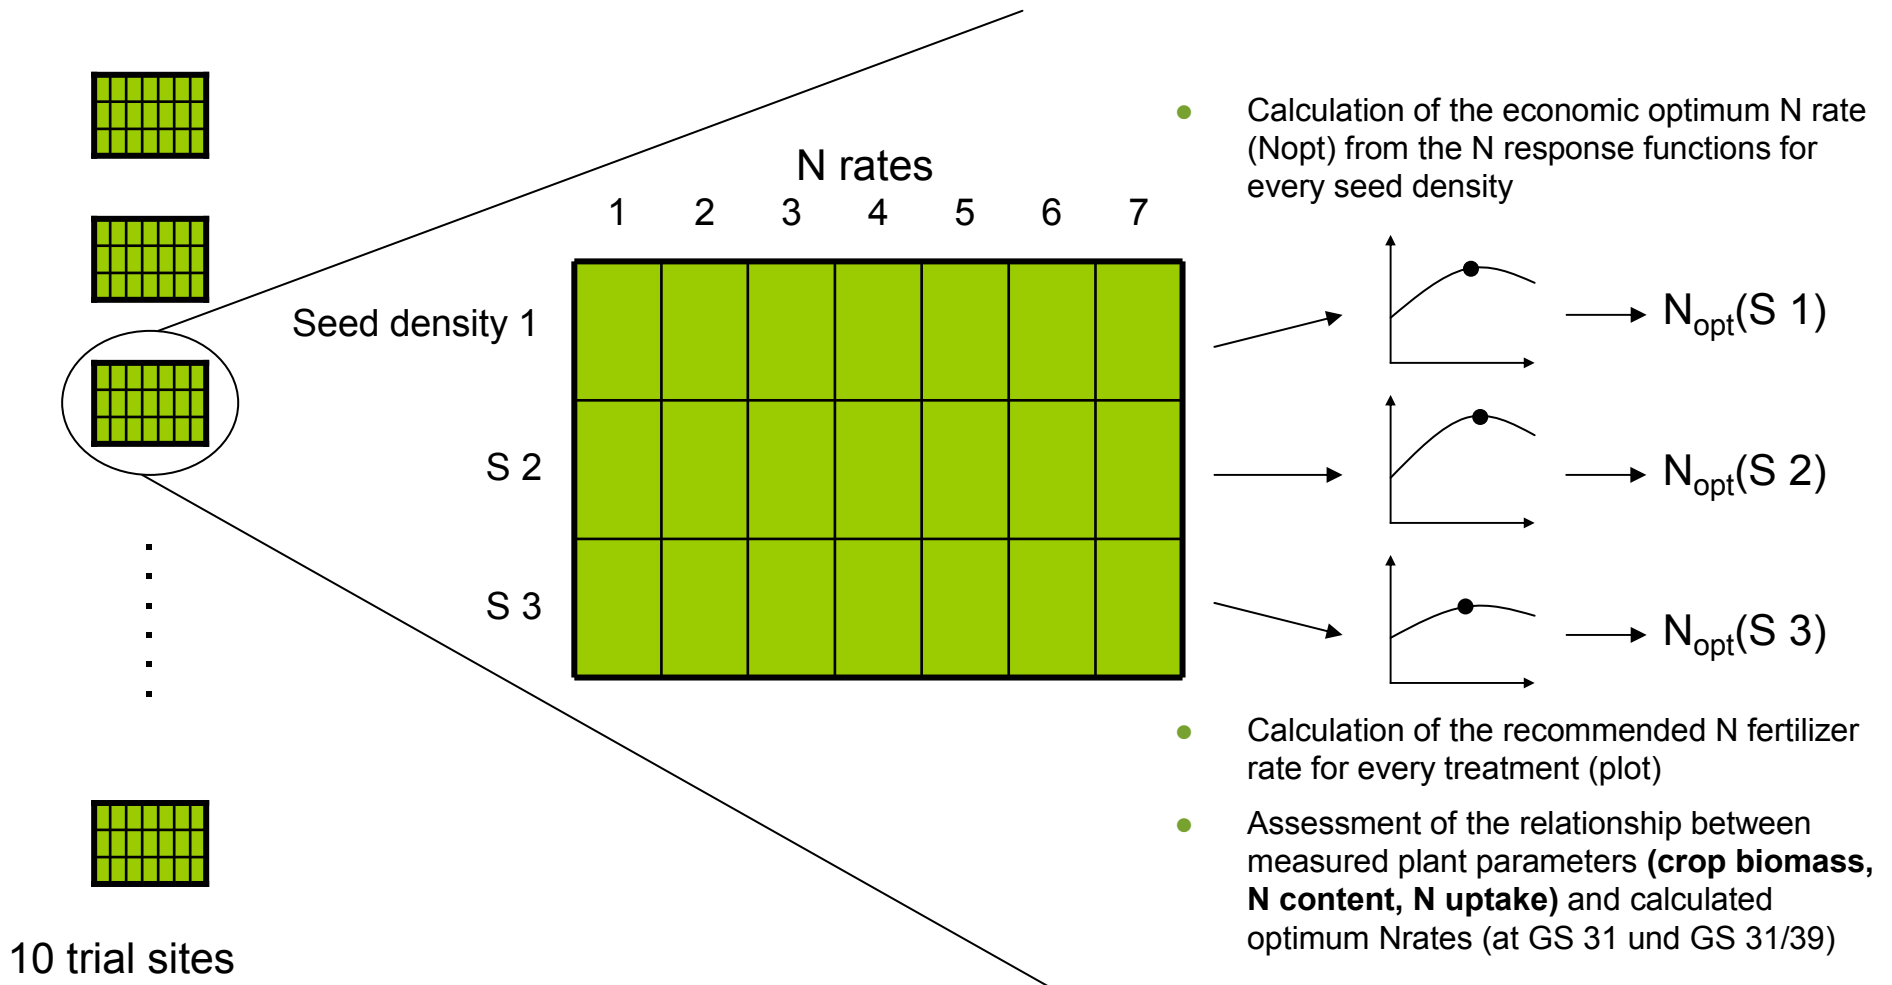 10 trial sites
N rates
1 2 3 4 5 6 7
Seed density 1
S 2
S 3
● Calculation of the economic optimum N rate
(Nopt) from the N response functions for
every seed density
N_opt(S 1)
N_opt(S 2)
N_opt(S 3)
● Calculation of the recommended N fertilizer
rate for every treatment (plot)
● Assessment of the relationship between
measured plant parameters (crop biomass,
N content, N uptake) and calculated
optimum Nrates (at GS 31 und GS 31/39)